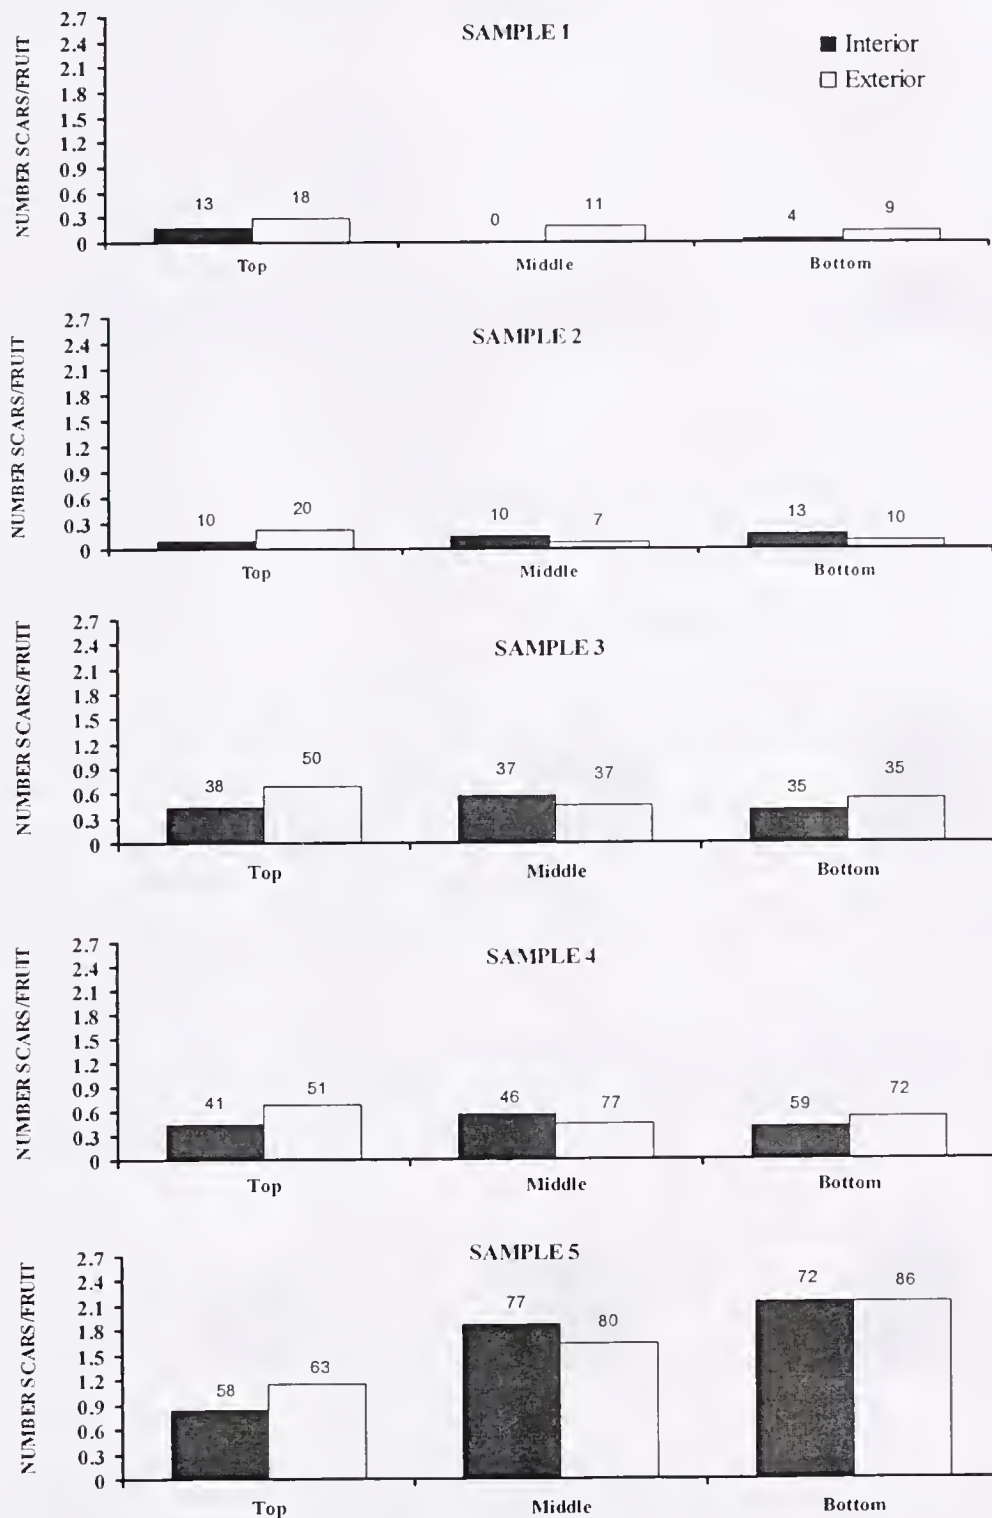 SAMPLE 1
Interior
Exterior
NUMBER SCARS/FRUIT
2.7
2.4
2.1
1.8
1.5
1.2
0.9
0.6
0.3
0
13
18
0
11
4
9
Top
Middle
Bottom
SAMPLE 2
NUMBER SCARS/FRUIT
2.7
2.4
2.1
1.8
1.5
1.2
0.9
0.6
0.3
0
10
20
10
7
13
10
Top
Middle
Bottom
SAMPLE 3
NUMBER SCARS/FRUIT
2.7
2.4
2.1
1.8
1.5
1.2
0.9
0.6
0.3
0
38
50
37
37
35
35
Top
Middle
Bottom
SAMPLE 4
NUMBER SCARS/FRUIT
2.7
2.4
2.1
1.8
1.5
1.2
0.9
0.6
0.3
0
41
51
46
77
59
72
Top
Middle
Bottom
SAMPLE 5
NUMBER SCARS/FRUIT
2.7
2.4
2.1
1.8
1.5
1.2
0.9
0.6
0.3
0
58
63
77
80
72
86
Top
Middle
Bottom